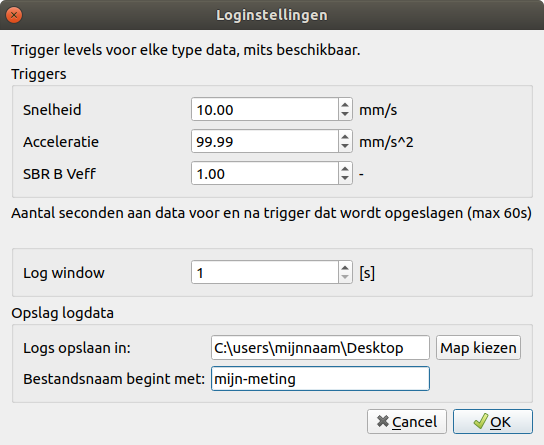 Loginstellingen
Trigger levels voor elke type data, mits beschikbaar.
Triggers
Snelheid 10.00 mm/s
Acceleratie 99.99 mm/s^2
SBR B Veff 1.00 -
Aantal seconden aan data voor en na trigger dat wordt opgeslagen (max 60s)
Log window 1 [s]
Opslag logdata
Logs opslaan in: C:\users\mijnnaam\Desktop Map kiezen
Bestandsnaam begint met: mijn-meting
Cancel OK